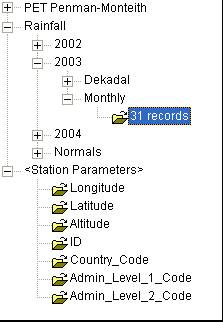 PET Penman-Monteith
Rainfall
2002
2003
Dekadal
Monthly
31 records
2004
Normals
<Station Parameters>
Longitude
Latitude
Altitude
ID
Country_Code
Admin_Level_1_Code
Admin_Level_2_Code